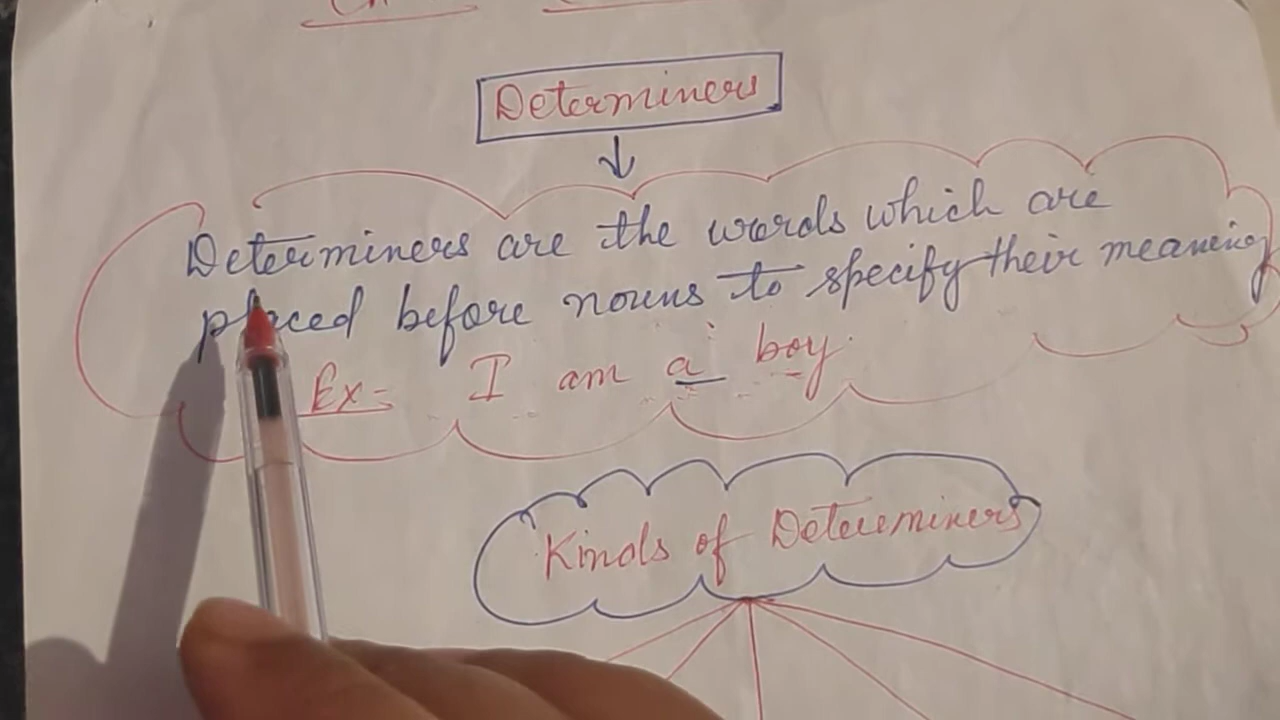 Determiners
Determiners are the words which are
placed before nouns to specify their meaning
Ex= I am a boy.
Kinds of Determiners